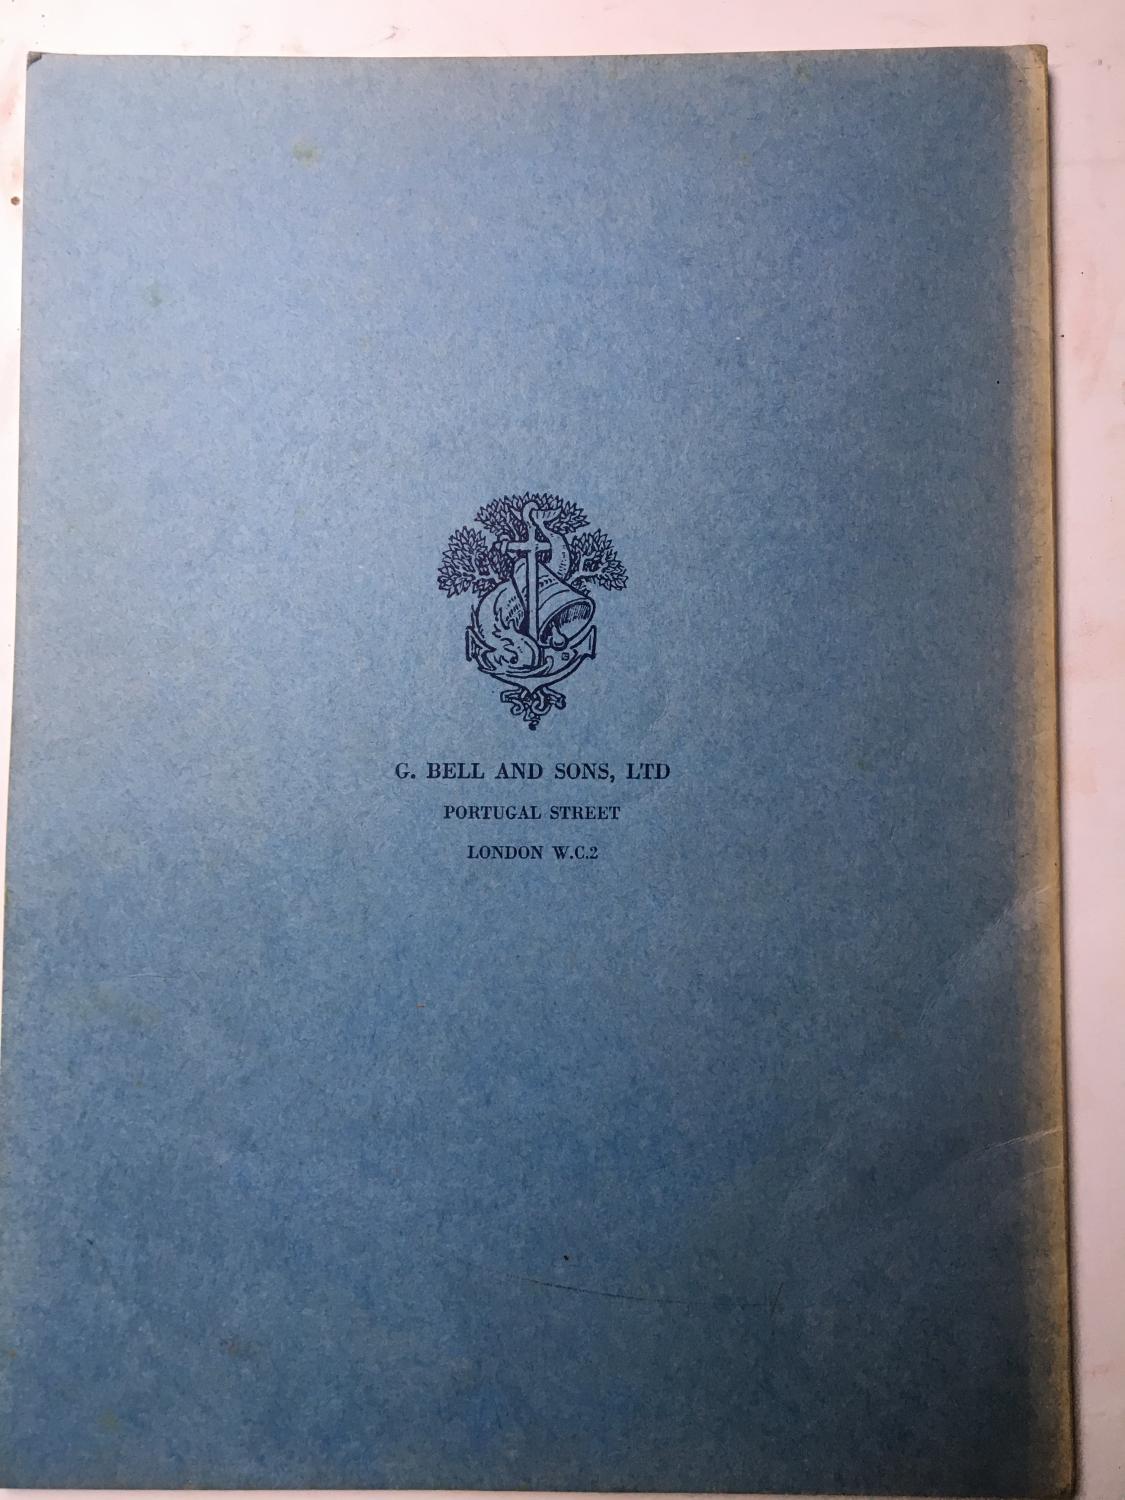 G. BELL AND SONS, LTD
PORTUGAL STREET
LONDON W.C.2